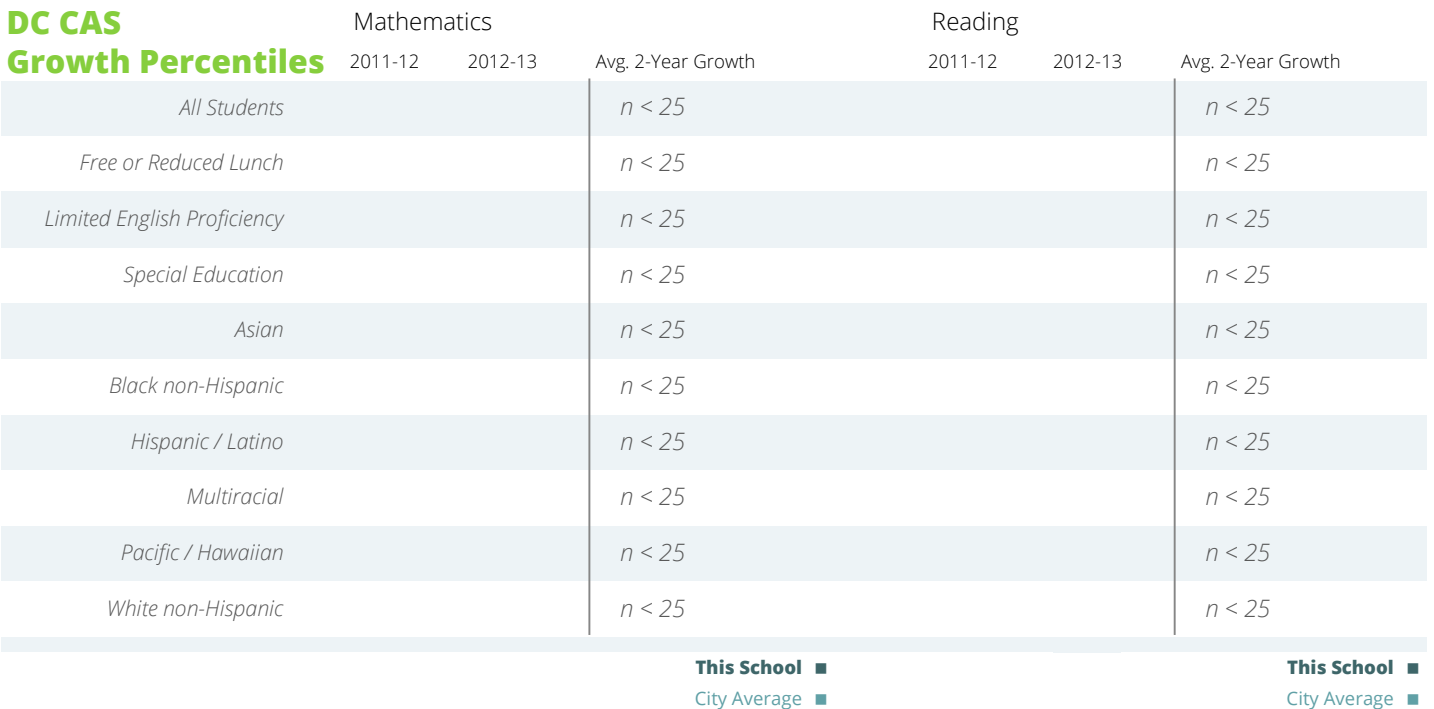 DC CAS Mathematics Reading
Growth Percentiles 2011-12 2012-13 Avg. 2-Year Growth 2011-12 2012-13 Avg. 2-Year Growth
All Students n < 25 n < 25
Free or Reduced Lunch n < 25 n < 25
Limited English Proficiency n < 25 n < 25
Special Education n < 25 n < 25
Asian n < 25 n < 25
Black non-Hispanic n < 25 n < 25
Hispanic / Latino n < 25 n < 25
Multiracial n < 25 n < 25
Pacific / Hawaiian n < 25 n < 25
White non-Hispanic n < 25 n < 25
This School This School
City Average City Average